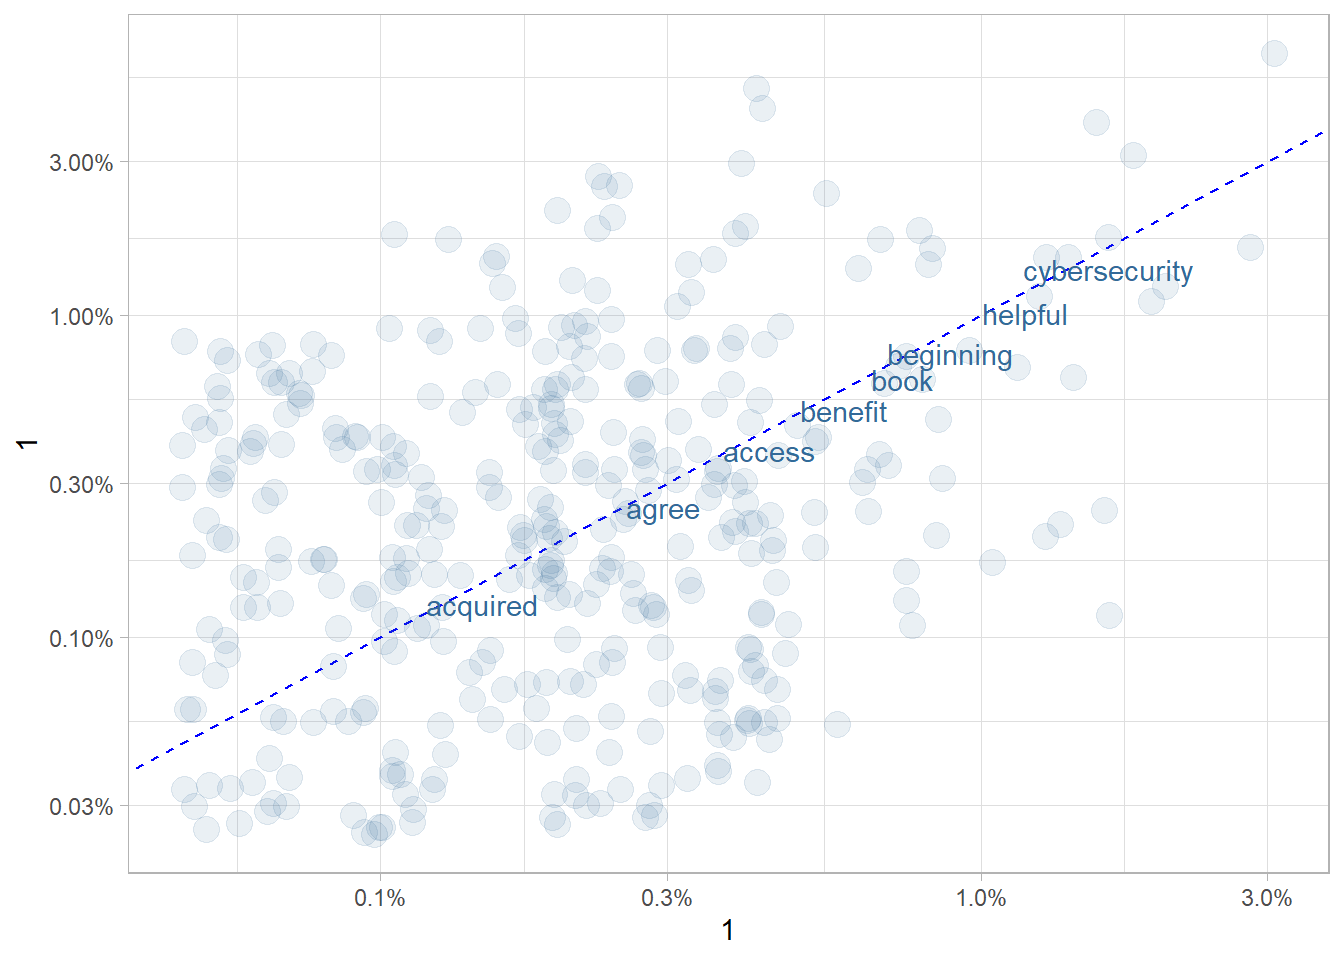 3.00%
1.00%
0.30%
0.10%
0.03%
1
cybersecurity
helpful
beginning
book
benefit
access
agree
acquired
0.1%
0.3%
1.0%
3.0%
1